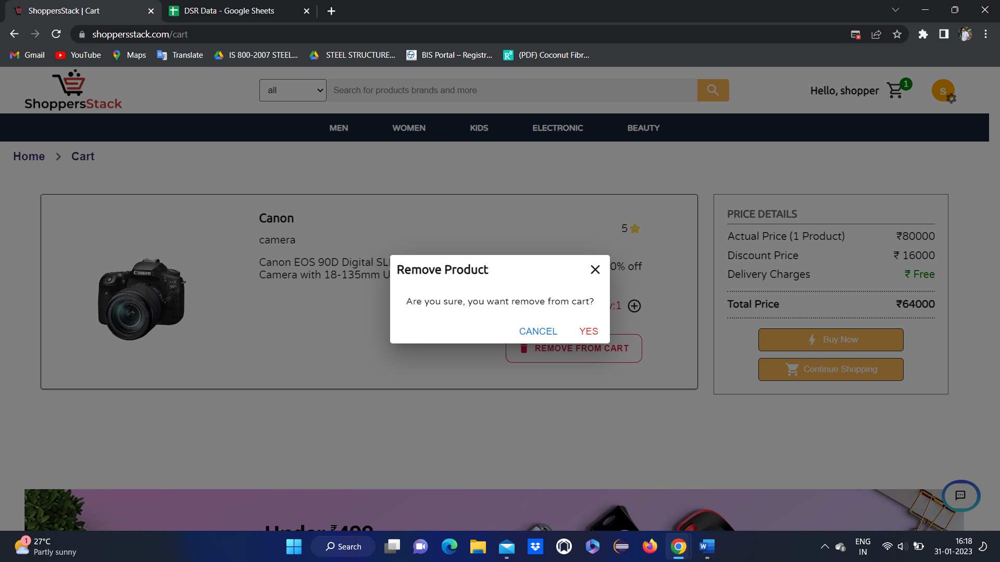 ShoppersStack | Cart
DSR Data - Google Sheets
shoppersstack.com/cart
Gmail
YouTube
Maps
Translate
IS 800-2007 STEEL...
STEEL STRUCTURE...
BIS Portal – Registr...
(PDF) Coconut Fibr...
ShoppersStack
all
Search for products brands and more
Hello, shopper
1
S
MEN
WOMEN
KIDS
ELECTRONIC
BEAUTY
Home
Cart
Canon
5
camera
Canon EOS 90D Digital SL
Camera with 18-135mm U
0% off
Canon
Remove Product
Are you sure, you want remove from cart?
CANCEL
YES
:1
REMOVE FROM CART
PRICE DETAILS
Actual Price (1 Product)
₹80000
Discount Price
₹ 16000
Delivery Charges
₹ Free
Total Price
₹64000
Buy Now
Continue Shopping
Under ₹499
1
27°C
Partly sunny
Search
ENG
IN
16:18
31-01-2023